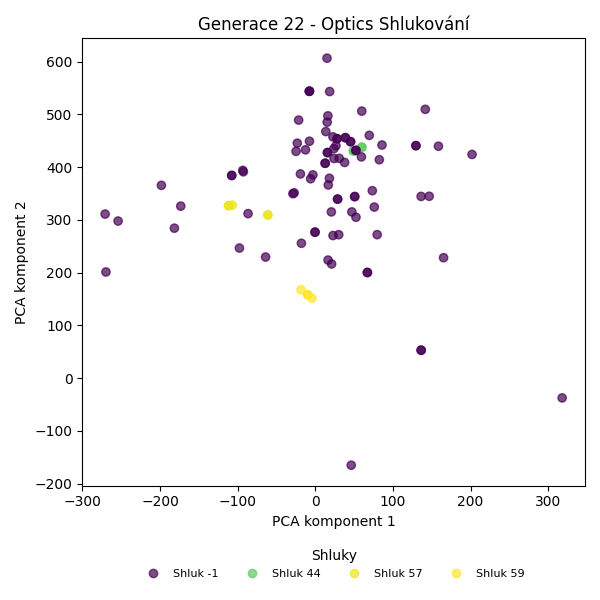 Generace 22 - Optics Shlukování
600
500
400
300
200
100
0
−100
−200
PCA komponent 2
−300 −200 −100 0 100 200 300
PCA komponent 1
Shluky
Shluk -1 Shluk 44 Shluk 57 Shluk 59